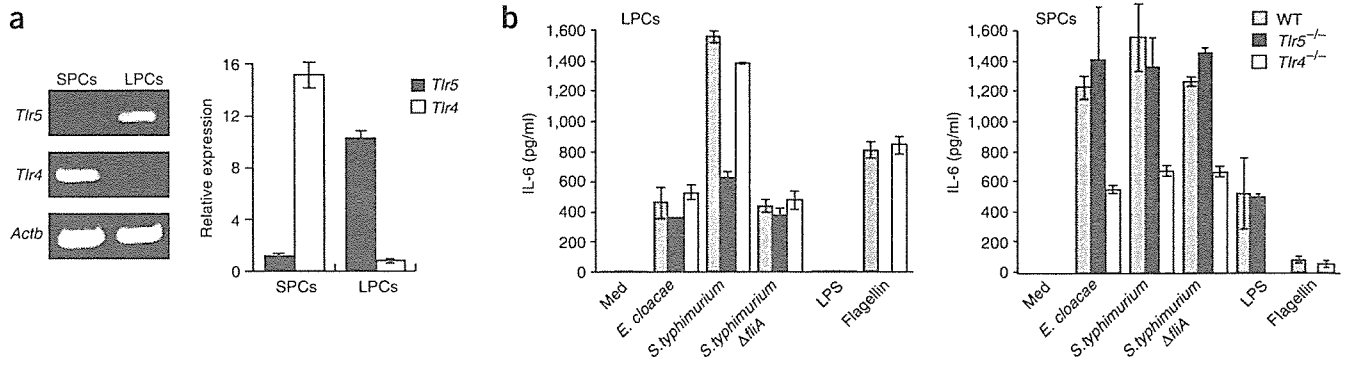 a
SPCs LPCs
Tlr5
Tlr4
Actb
Relative expression
16
12
8
4
0
SPCs LPCs
Tlr5
Tlr4
b
LPCs
IL-6 (pg/ml)
1,600
1,400
1,200
1,000
800
600
400
200
0
Med
E. cloacae
S.typhimurium
S.typhimurium
ΔfliA
LPS
Flagellin
SPCs
IL-6 (pg/ml)
1,600
1,400
1,200
1,000
800
600
400
200
0
Med
E. cloacae
S.typhimurium
S.typhimurium
ΔfliA
LPS
Flagellin
WT
Tlr5−/−
Tlr4−/−